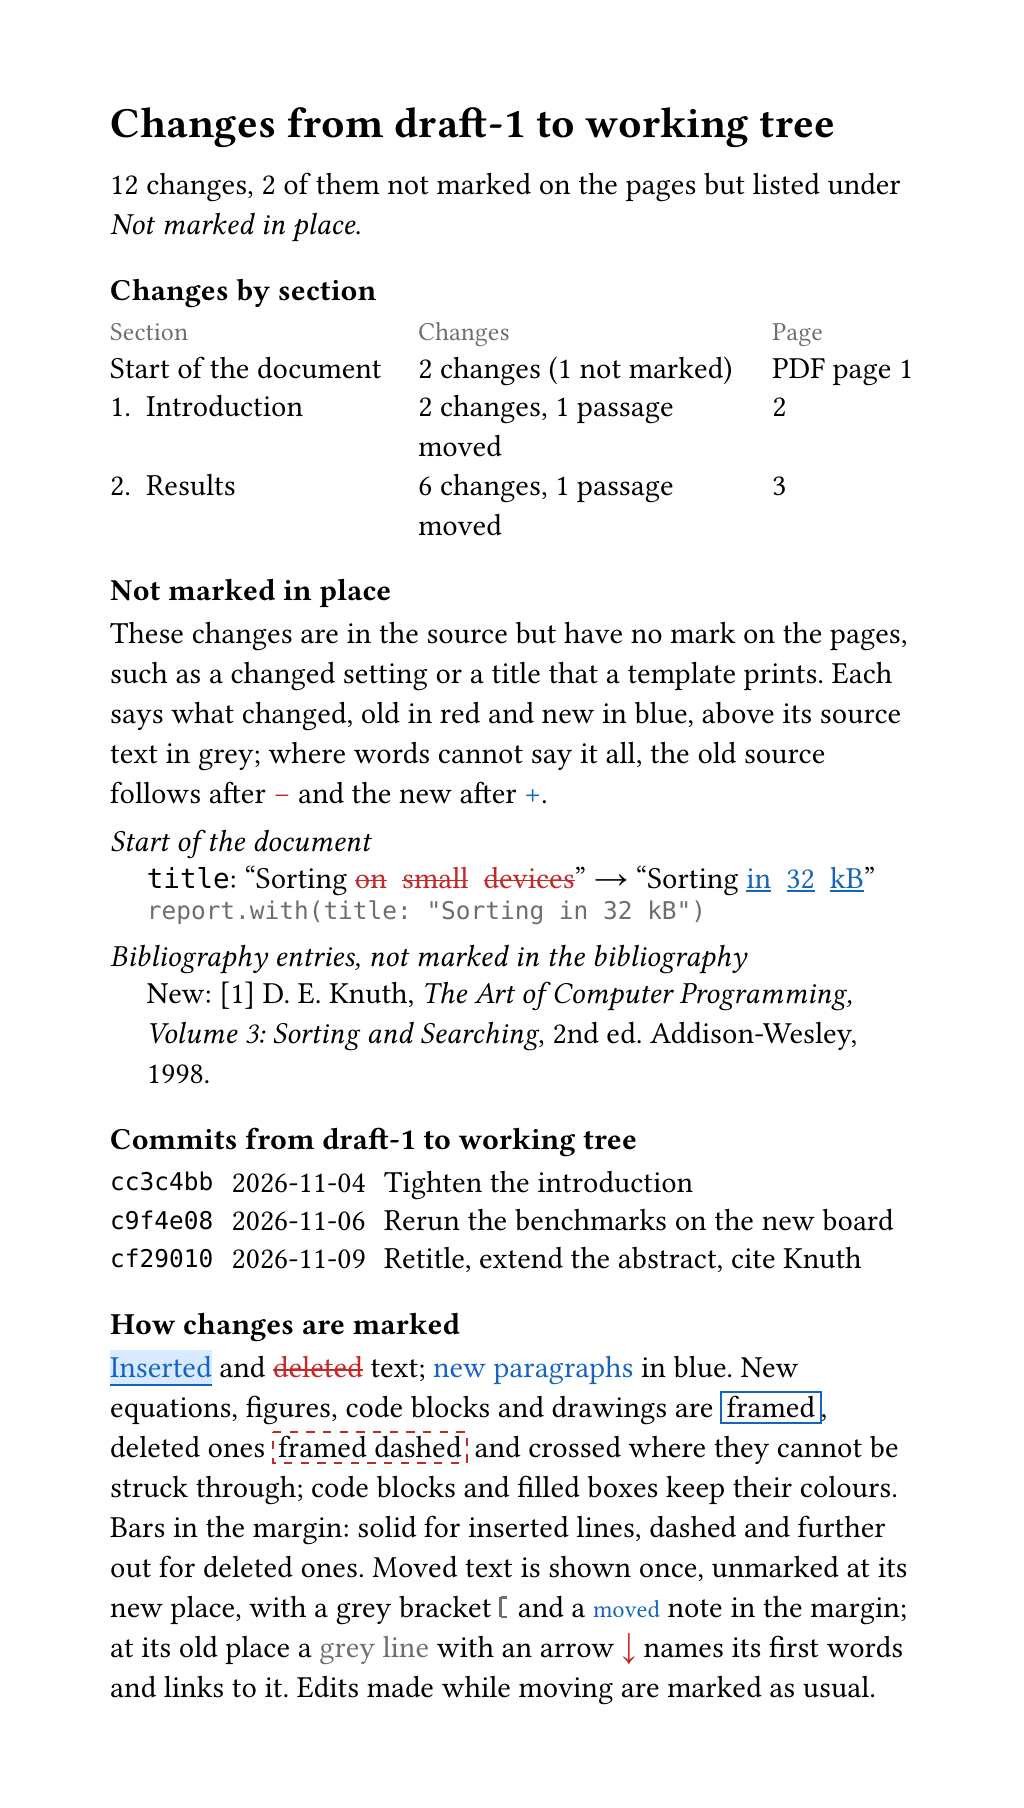 Changes from draft-1 to working tree
12 changes, 2 of them not marked on the pages but listed under
Not marked in place.
Changes by section
Section Changes Page
Start of the document 2 changes (1 not marked) PDF page 1
1. Introduction 2 changes, 1 passage 2
moved
2. Results 6 changes, 1 passage 3
moved
Not marked in place
These changes are in the source but have no mark on the pages,
such as a changed setting or a title that a template prints. Each
says what changed, old in red and new in blue, above its source
text in grey; where words cannot say it all, the old source
follows after − and the new after +.
Start of the document
title: “Sorting on small devices” ⟶ “Sorting in 32 kB”
report.with(title: "Sorting in 32 kB")
Bibliography entries, not marked in the bibliography
New: [1] D. E. Knuth, The Art of Computer Programming,
Volume 3: Sorting and Searching, 2nd ed. Addison-Wesley,
1998.
Commits from draft-1 to working tree
cc3c4bb 2026-11-04 Tighten the introduction
c9f4e08 2026-11-06 Rerun the benchmarks on the new board
cf29010 2026-11-09 Retitle, extend the abstract, cite Knuth
How changes are marked
Inserted and deleted text; new paragraphs in blue. New
equations, figures, code blocks and drawings are framed,
deleted ones framed dashed and crossed where they cannot be
struck through; code blocks and filled boxes keep their colours.
Bars in the margin: solid for inserted lines, dashed and further
out for deleted ones. Moved text is shown once, unmarked at its
new place, with a grey bracket [ and a moved note in the margin;
at its old place a grey line with an arrow ↓ names its first words
and links to it. Edits made while moving are marked as usual.